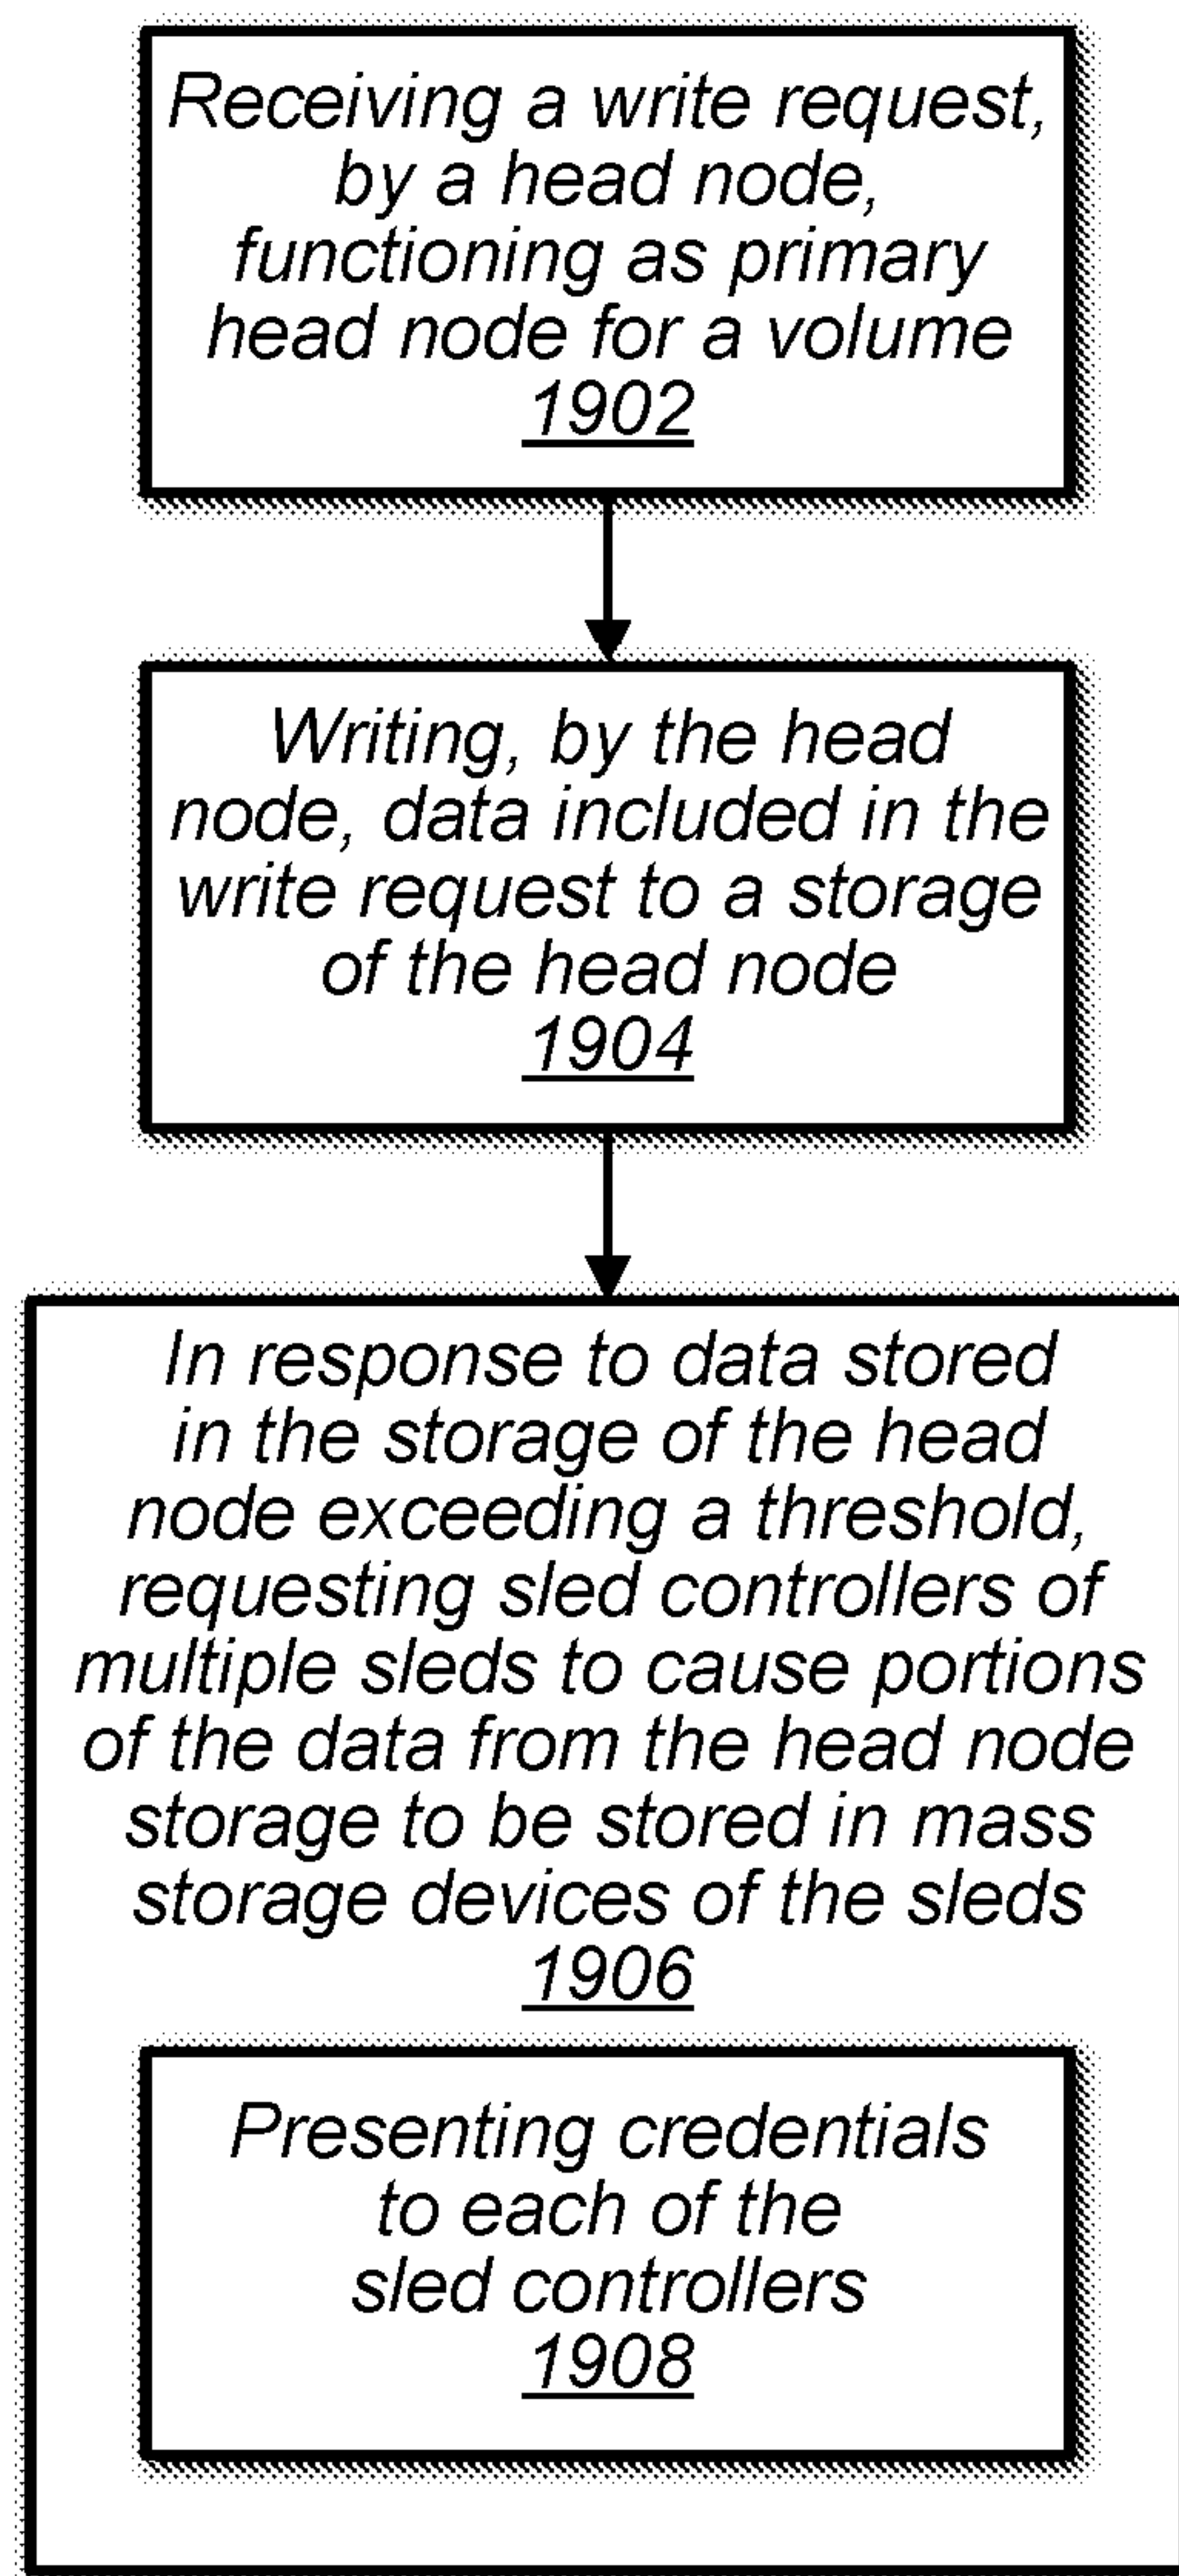 Receiving a write request,
by a head node,
functioning as primary
head node for a volume
1902
Writing, by the head
node, data included in the
write request to a storage
of the head node
1904
In response to data stored
in the storage of the head
node exceeding a threshold,
requesting sled controllers of
multiple sleds to cause portions
of the data from the head node
storage to be stored in mass
storage devices of the sleds
1906
Presenting credentials
to each of the
sled controllers
1908